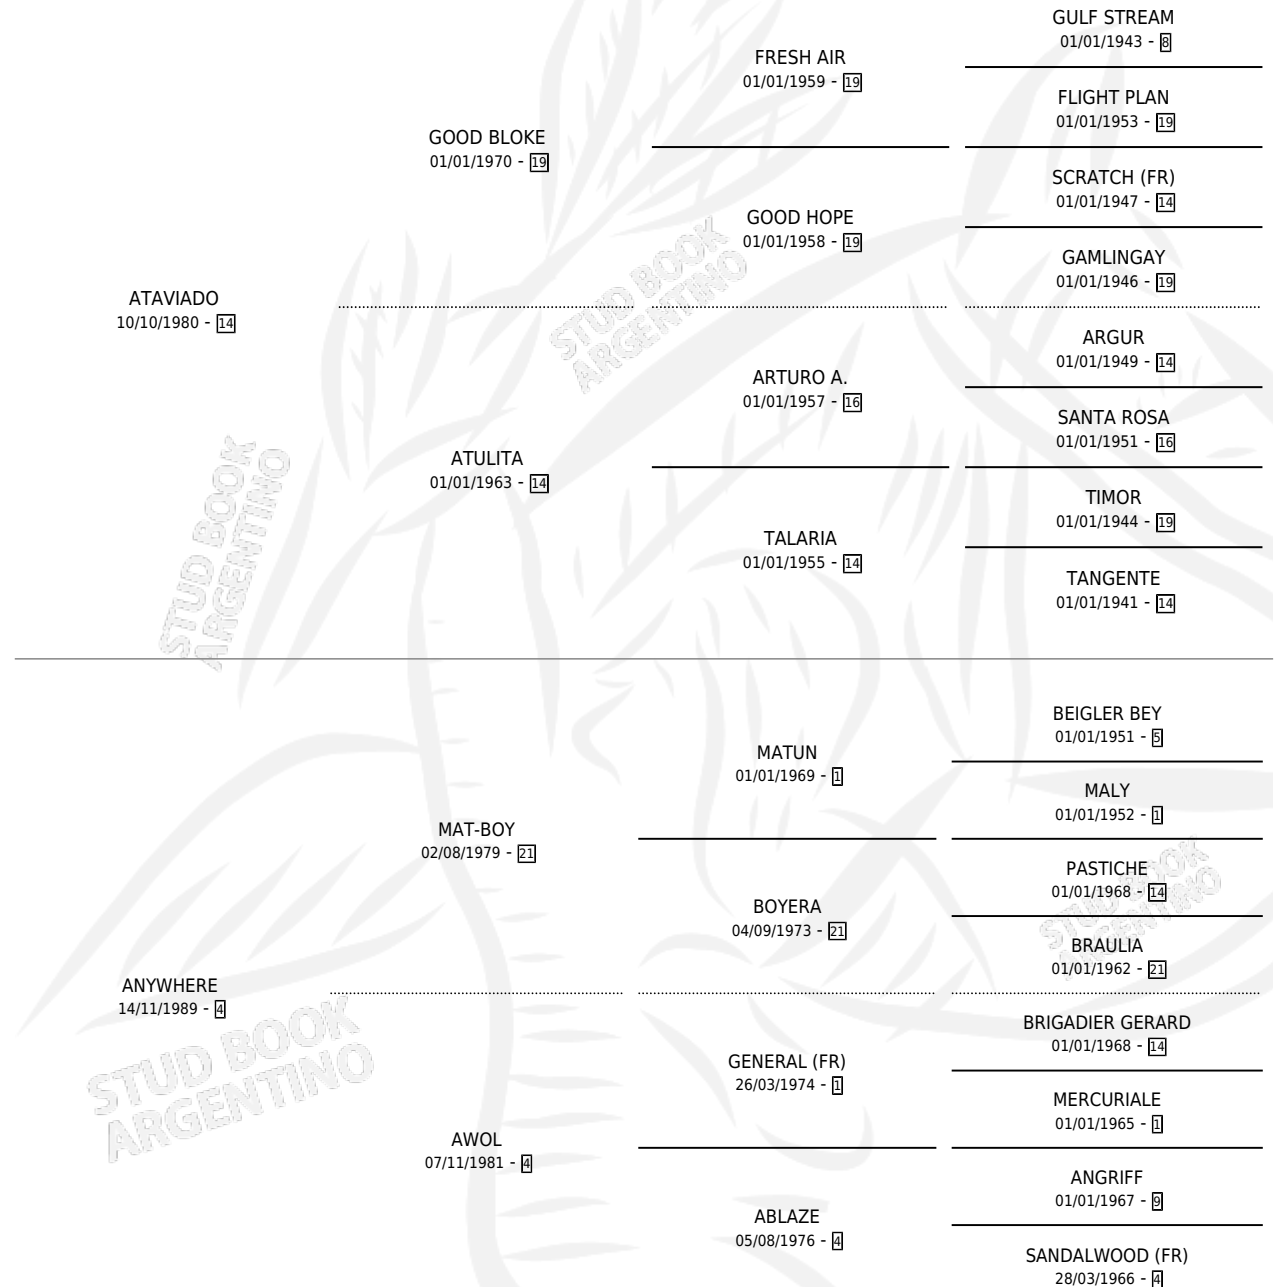 GULF STREAM
01/01/1943 - 8
FRESH AIR
01/01/1959 - 19
FLIGHT PLAN
01/01/1953 - 19
GOOD BLOKE
01/01/1970 - 19
SCRATCH (FR)
01/01/1947 - 14
GOOD HOPE
01/01/1958 - 19
GAMLINGAY
01/01/1946 - 19
ATAVIADO
10/10/1980 - 14
STUD BOOK
ARGENTINO
ARGUR
01/01/1949 - 14
ARTURO A.
01/01/1957 - 16
SANTA ROSA
01/01/1951 - 16
ATULITA
01/01/1963 - 14
TIMOR
01/01/1944 - 19
TALARIA
01/01/1955 - 14
TANGENTE
01/01/1941 - 14
STUD BOOK
ARGENTINO
BEIGLER BEY
01/01/1951 - 5
MATUN
01/01/1969 - 1
MALY
01/01/1952 - 1
MAT-BOY
02/08/1979 - 21
PASTICHE
01/01/1968 - 14
BOYERA
04/09/1973 - 21
BRAULIA
01/01/1962 - 21
STUD BOOK
ARGENTINO
ANYWHERE
14/11/1989 - 4
BRIGADIER GERARD
01/01/1968 - 14
GENERAL (FR)
26/03/1974 - 1
MERCURIALE
01/01/1965 - 1
STUD BOOK
ARGENTINO
AWOL
07/11/1981 - 4
ANGRIFF
01/01/1967 - 9
ABLAZE
05/08/1976 - 4
SANDALWOOD (FR)
28/03/1966 - 4